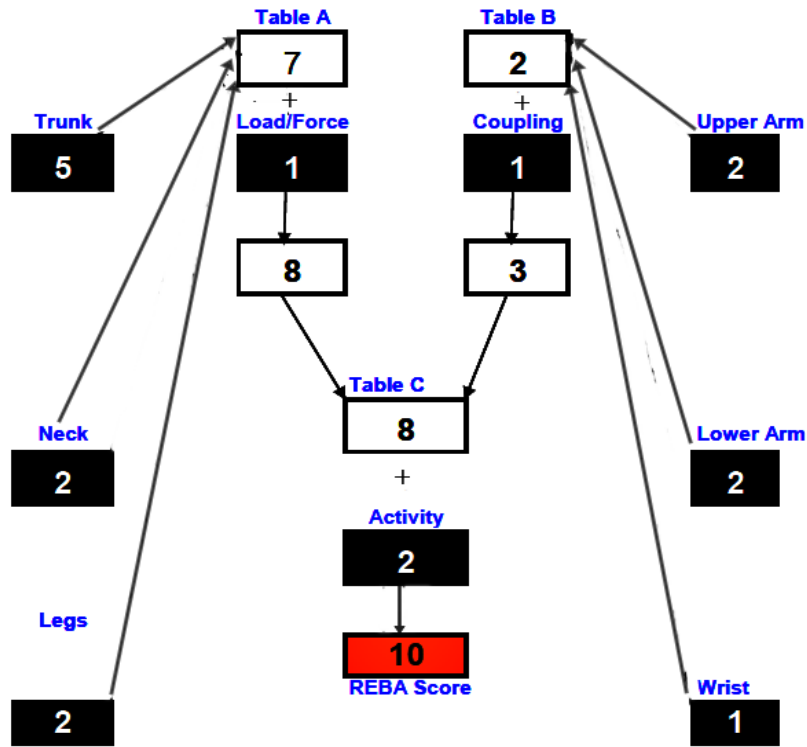 Table A
Table B
7
2
+
+
Trunk
Load/Force
Coupling
Upper Arm
5
1
1
2
8
3
Table C
8
Neck
Lower Arm
2
2
+
Activity
2
Legs
10
REBA Score
Wrist
2
1